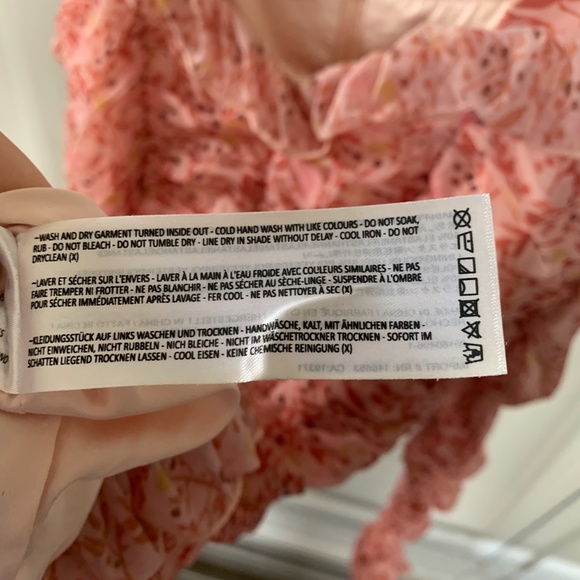 -WASH AND DRY GARMENT TURNED INSIDE OUT - COLD HAND WASH WITH LIKE COLOURS - DO NOT SOAK,
RUB - DO NOT BLEACH - DO NOT TUMBLE DRY - LINE DRY IN SHADE WITHOUT DELAY - COOL IRON - DO NOT
DRYCLEAN (X)
-LAVER ET SÉCHER SUR L'ENVERS - LAVER À LA MAIN À L'EAU FROIDE AVEC COULEURS SIMILAIRES - NE PAS
FAIRE TREMPER NI FROTTER - NE PAS BLANCHIR - NE PAS SÉCHER AU SÈCHE-LINGE - SUSPENDRE À L'OMBRE
POUR SÉCHER IMMÉDIATEMENT APRÈS LAVAGE - FER COOL - NE PAS NETTOYER À SEC (X)
-KLEIDUNGSSTÜCK AUF LINKS WASCHEN UND TROCKNEN - HANDWÄSCHE, KALT, MIT ÄHNLICHEN FARBEN -
NICHT EINWEICHEN, NICHT RUBBELN - NICH BLEICHE - NICHT IM WÄSCHETROCKNER TROCKNEN - SOFORT iM
SCHATTEN LIEGEND TROCKNEN LASSEN - COOL EISEN - KEINE CHEMISCHE REINIGUNG (X)